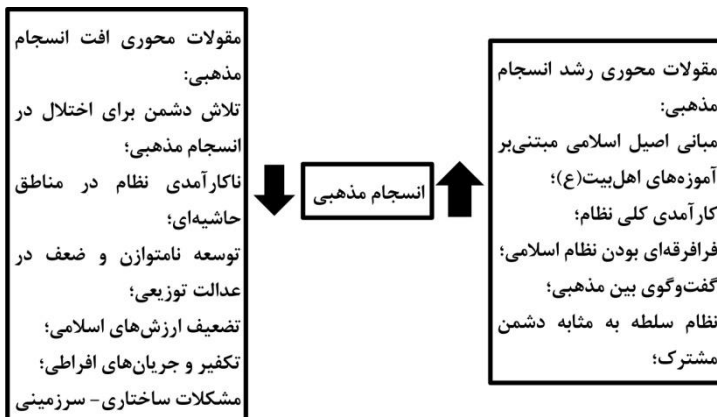 مقولات محوری رشد انسجام
مذهبی:
مبانی اصیل اسلامی مبتنی‌بر
آموزه‌های اهل‌بیت(ع)؛
کارآمدی کلی نظام؛
فرافرقه‌ای بودن نظام اسلامی؛
گفت‌وگوی بین مذهبی؛
نظام سلطه به مثابه دشمن
مشترک؛
انسجام مذهبی
مقولات محوری افت انسجام
مذهبی:
تلاش دشمن برای اختلال در
انسجام مذهبی؛
ناکارآمدی نظام در مناطق
حاشیه‌ای؛
توسعه نامتوازن و ضعف در
عدالت توزیعی؛
تضعیف ارزش‌های اسلامی؛
تکفیر و جریان‌های افراطی؛
مشکلات ساختاری- سرزمینی